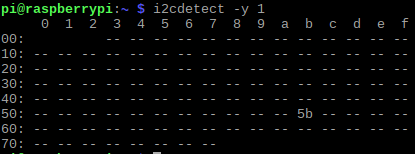 pi@raspberrypi:~ $ i2cdetect -y 1
     0  1  2  3  4  5  6  7  8  9  a  b  c  d  e  f
00:          -- -- -- -- -- -- -- -- -- -- -- -- --
10: -- -- -- -- -- -- -- -- -- -- -- -- -- -- -- --
20: -- -- -- -- -- -- -- -- -- -- -- -- -- -- -- --
30: -- -- -- -- -- -- -- -- -- -- -- -- -- -- -- --
40: -- -- -- -- -- -- -- -- -- -- -- -- -- -- -- --
50: -- -- -- -- -- -- -- -- -- -- -- 5b -- -- -- --
60: -- -- -- -- -- -- -- -- -- -- -- -- -- -- -- --
70: -- -- -- -- -- -- -- --